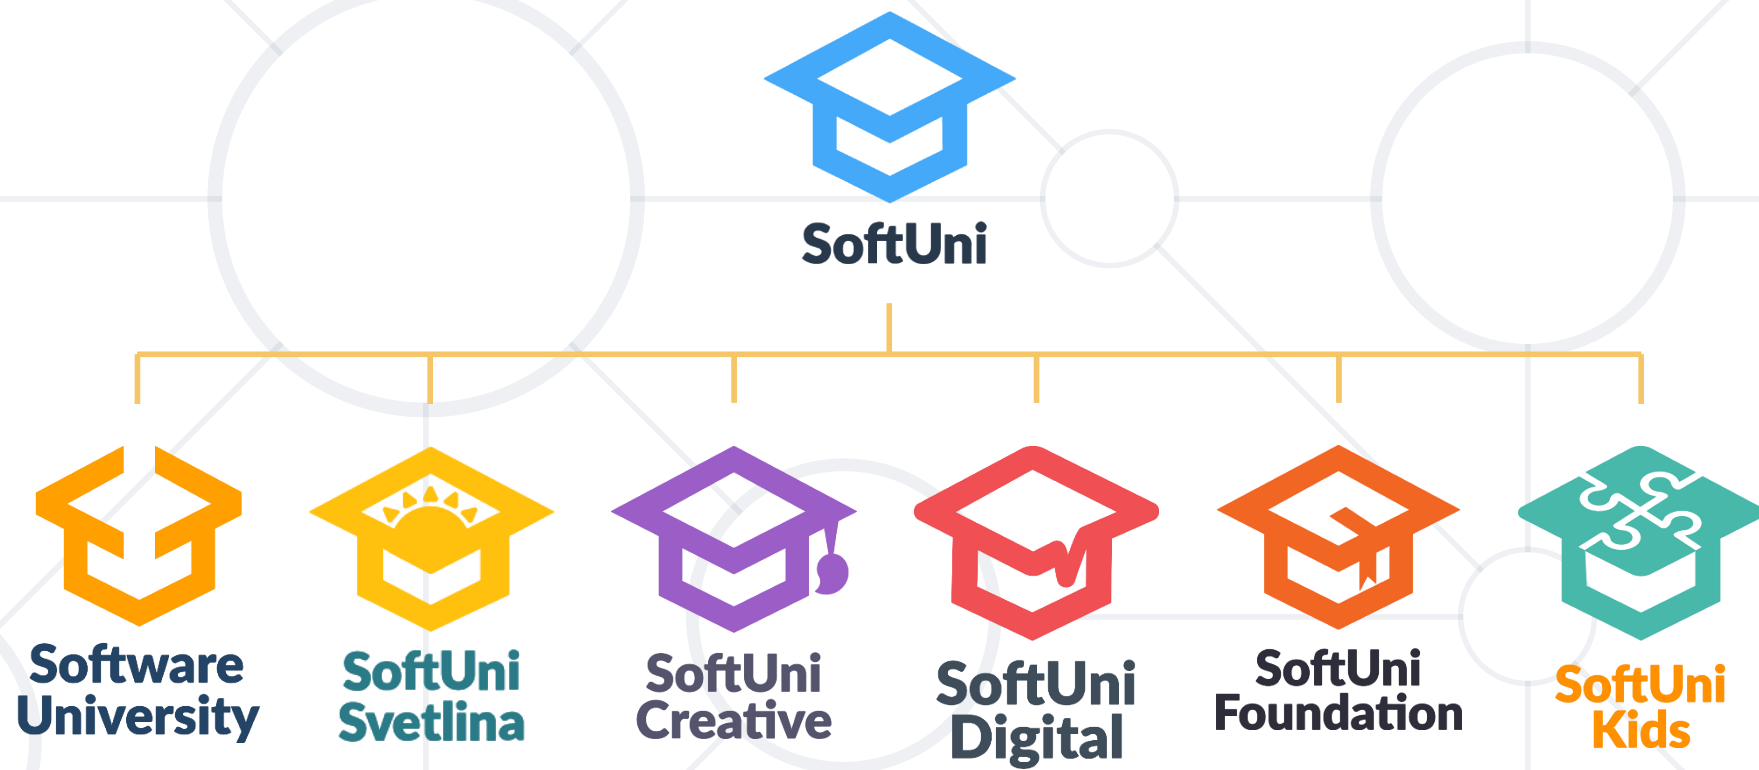 SoftUni
Software
University
SoftUni
Svetlina
SoftUni
Creative
SoftUni
Digital
SoftUni
Foundation
SoftUni
Kids